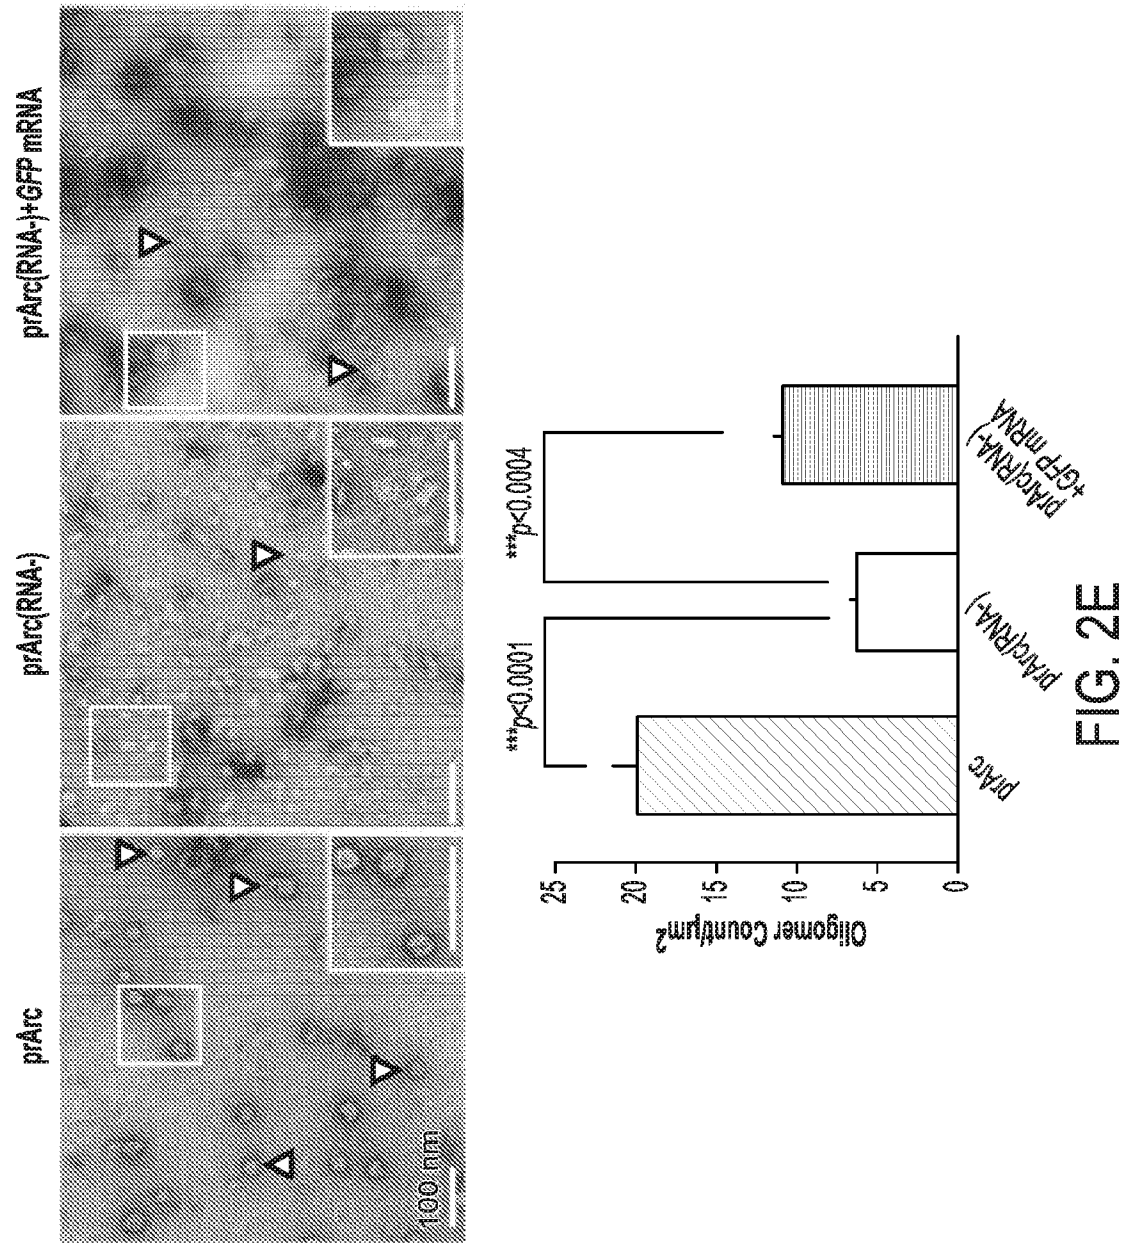 prArc
prArc(RNA-)
prArc(RNA-)+GFP mRNA
100 nm
Oligomer Count/µm2
25
20
15
10
5
0
***p<0.0001
***p<0.0004
prArc
prArc(RNA-)
prArc(RNA-)
+GFP mRNA
FIG. 2E